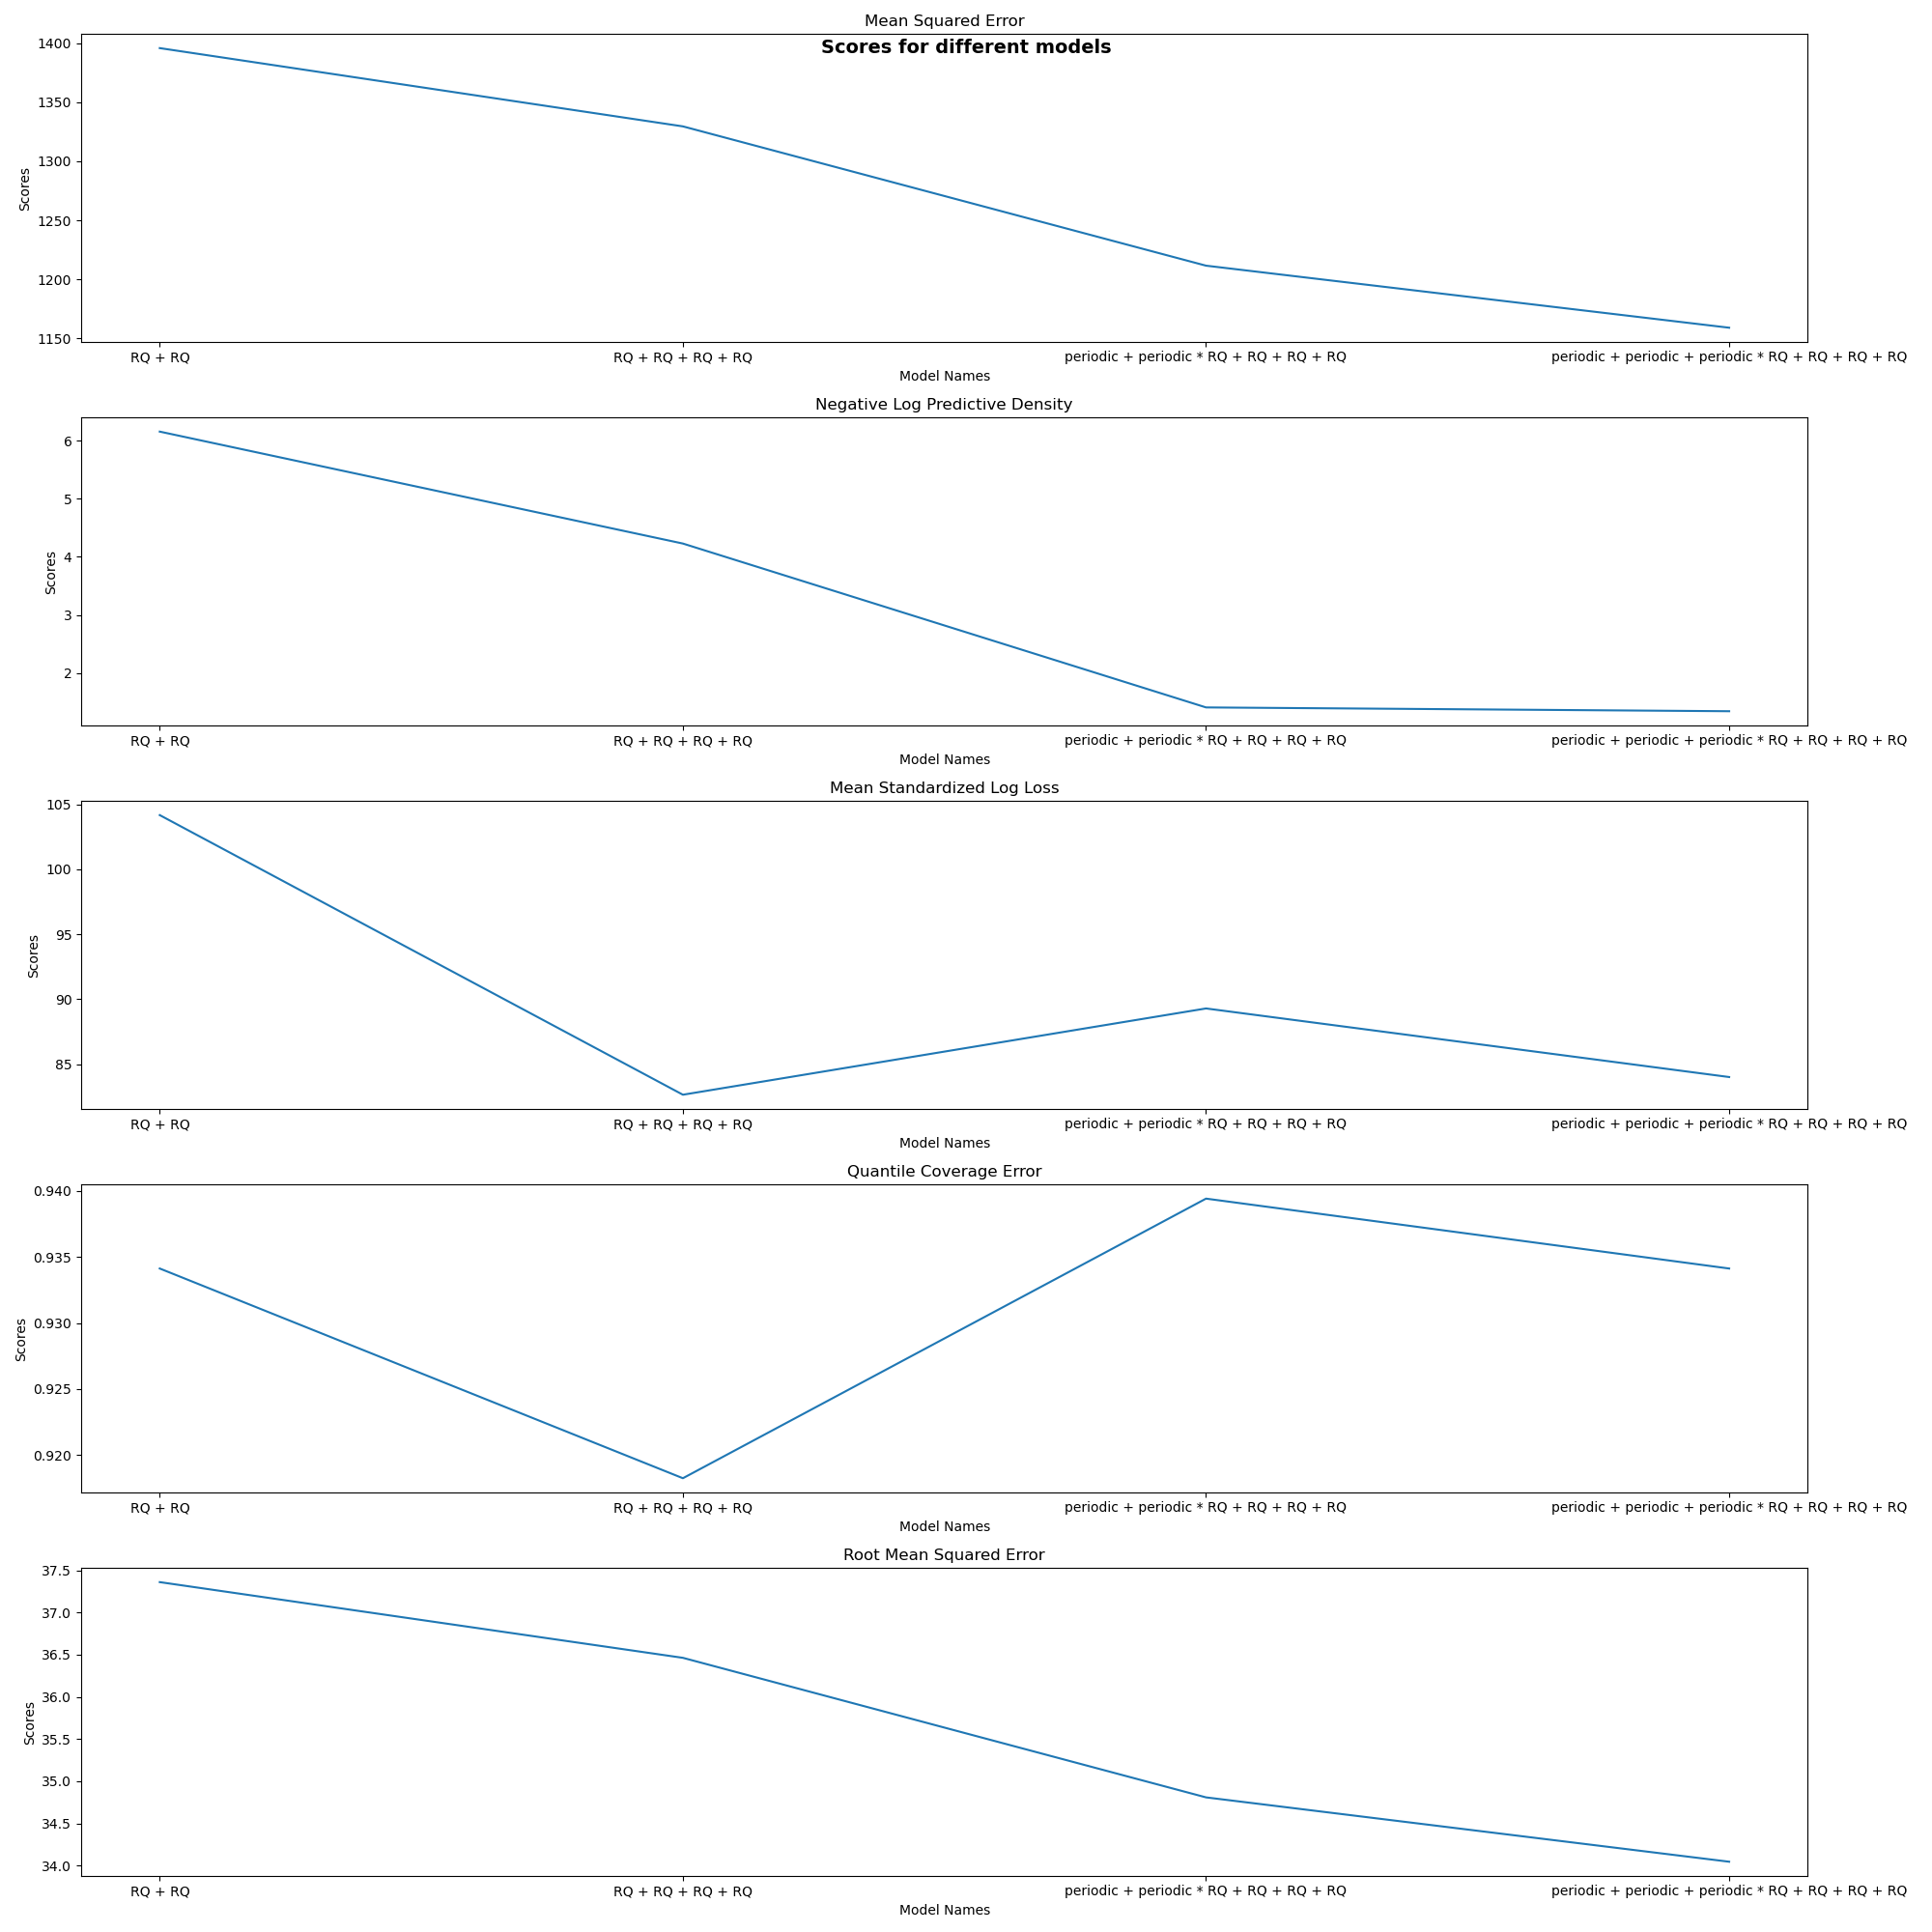 Mean Squared Error
Scores for different models
1400
1350
1300
1250
1200
1150
Scores
RQ + RQ
RQ + RQ + RQ + RQ
periodic + periodic * RQ + RQ + RQ + RQ
periodic + periodic + periodic * RQ + RQ + RQ + RQ
Model Names
Negative Log Predictive Density
6
5
4
3
2
Scores
RQ + RQ
RQ + RQ + RQ + RQ
periodic + periodic * RQ + RQ + RQ + RQ
periodic + periodic + periodic * RQ + RQ + RQ + RQ
Model Names
Mean Standardized Log Loss
105
100
95
90
85
Scores
RQ + RQ
RQ + RQ + RQ + RQ
periodic + periodic * RQ + RQ + RQ + RQ
periodic + periodic + periodic * RQ + RQ + RQ + RQ
Model Names
Quantile Coverage Error
0.940
0.935
0.930
0.925
0.920
Scores
RQ + RQ
RQ + RQ + RQ + RQ
periodic + periodic * RQ + RQ + RQ + RQ
periodic + periodic + periodic * RQ + RQ + RQ + RQ
Model Names
Root Mean Squared Error
37.5
37.0
36.5
36.0
35.5
35.0
34.5
34.0
Scores
RQ + RQ
RQ + RQ + RQ + RQ
periodic + periodic * RQ + RQ + RQ + RQ
periodic + periodic + periodic * RQ + RQ + RQ + RQ
Model Names